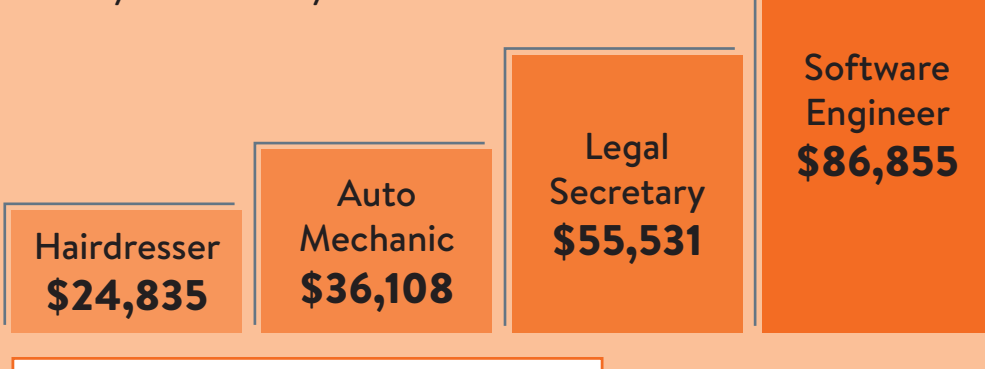 Hairdresser
$24,835
Auto
Mechanic
$36,108
Legal
Secretary
$55,531
Software
Engineer
$86,855